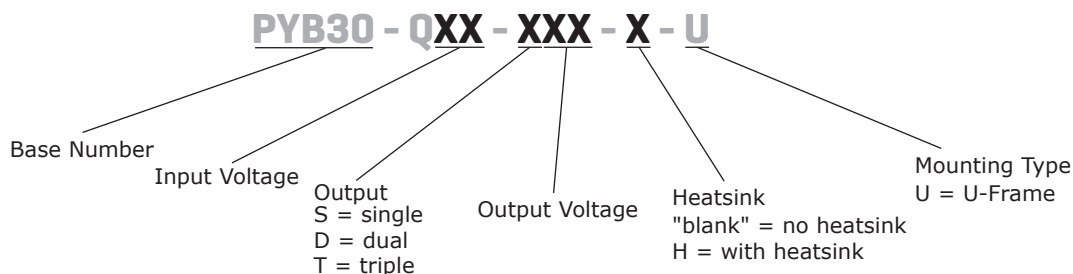 PYB30 - QXX - XXX - X - U
Base Number
Input Voltage
Output
S = single
D = dual
T = triple
Output Voltage
Heatsink
"blank" = no heatsink
H = with heatsink
Mounting Type
U = U-Frame